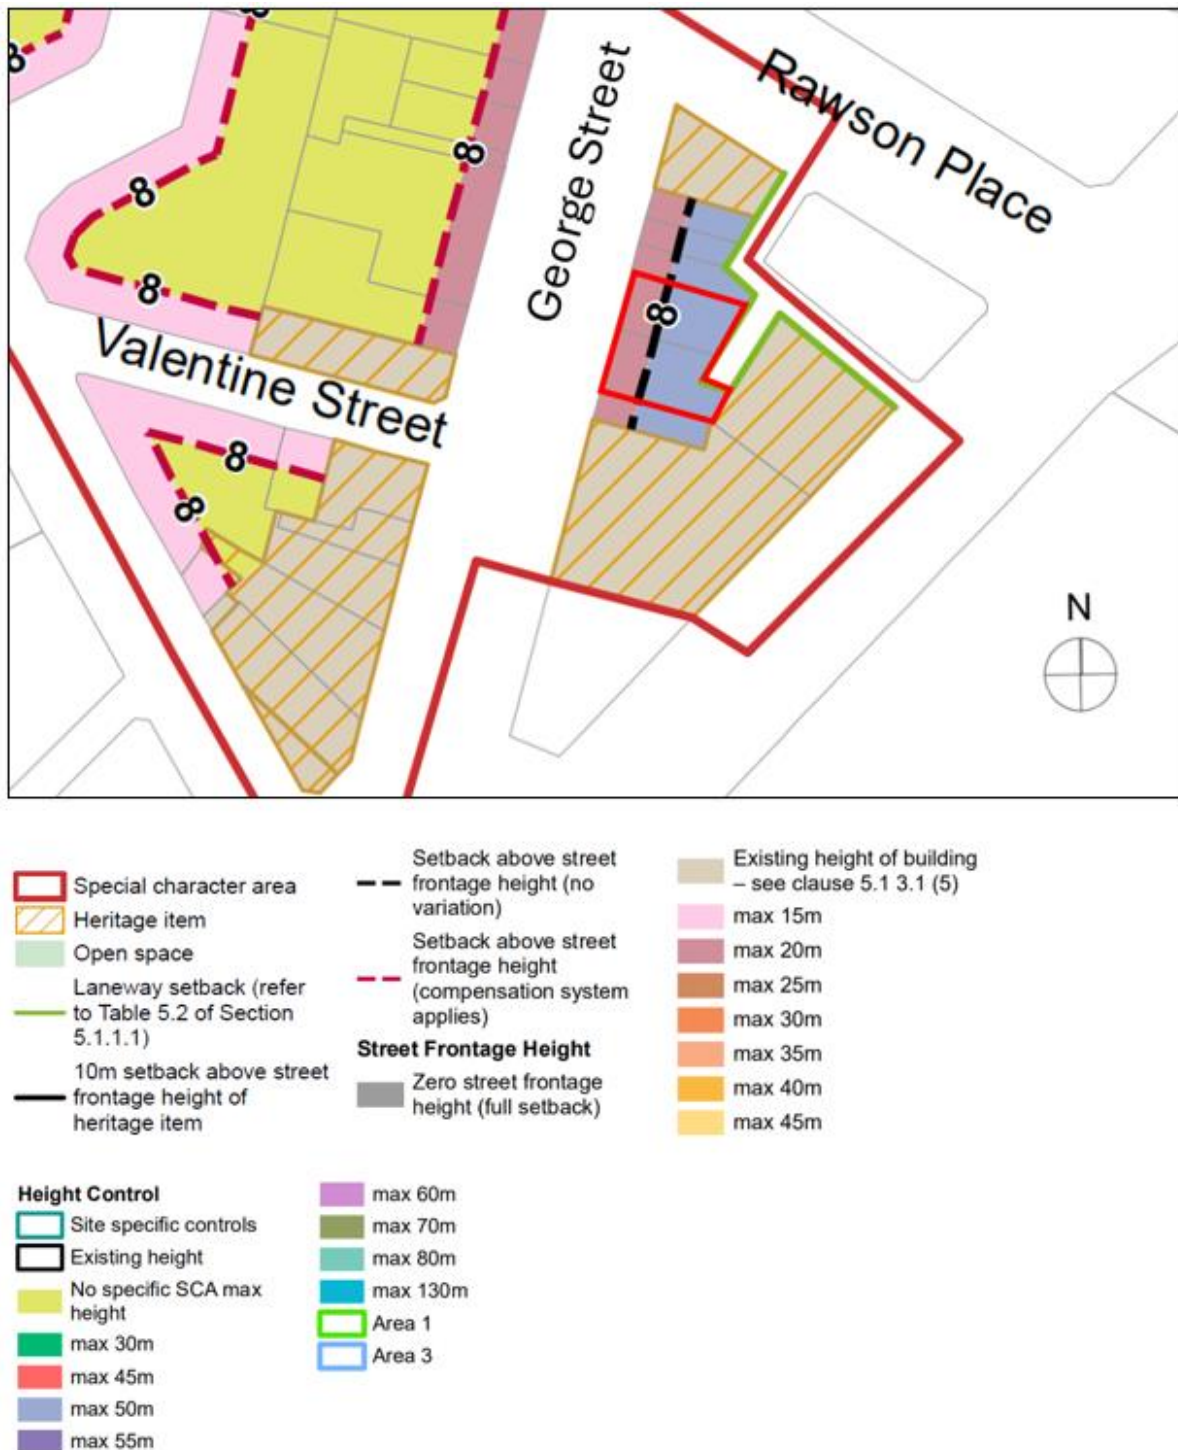 8
8
8
8
8
8
8
8
George Street
Rawson Place
Valentine Street
N
Special character area
Heritage item
Open space
Laneway setback (refer
to Table 5.2 of Section
5.1.1.1)
10m setback above street
frontage height of
heritage item
Setback above street
frontage height (no
variation)
Setback above street
frontage height
(compensation system
applies)
Street Frontage Height
Zero street frontage
height (full setback)
Existing height of building
– see clause 5.1 3.1 (5)
max 15m
max 20m
max 25m
max 30m
max 35m
max 40m
max 45m
Height Control
Site specific controls
Existing height
No specific SCA max
height
max 30m
max 45m
max 50m
max 55m
max 60m
max 70m
max 80m
max 130m
Area 1
Area 3